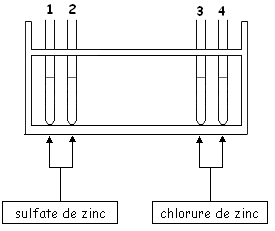 1 2 3 4
sulfate de zinc
chlorure de zinc